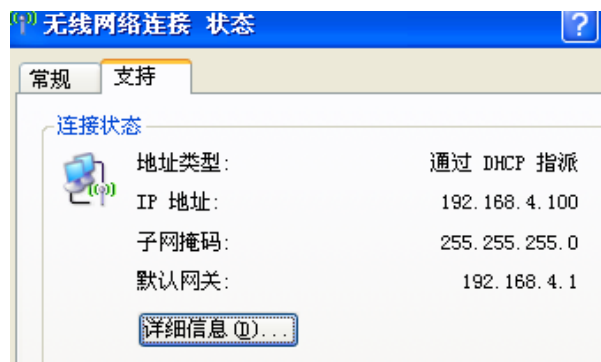 无线网络连接 状态
常规 支持
连接状态
地址类型: 通过 DHCP 指派
IP 地址: 192.168.4.100
子网掩码: 255.255.255.0
默认网关: 192.168.4.1
详细信息(D)...